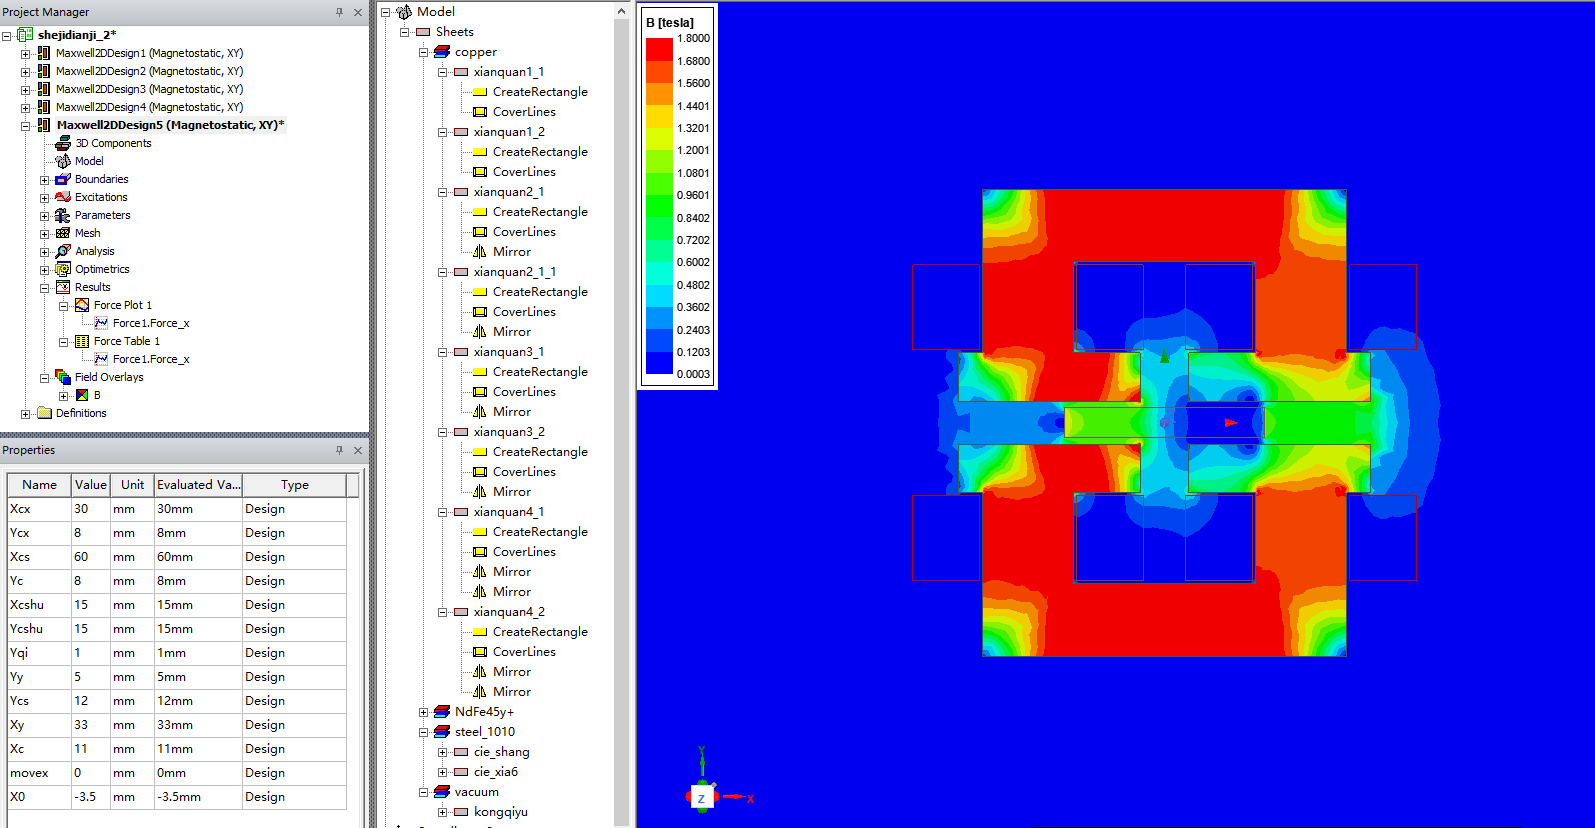 Project Manager
shejidianji_2*
Maxwell2DDesign1 (Magnetostatic, XY)
Maxwell2DDesign2 (Magnetostatic, XY)
Maxwell2DDesign3 (Magnetostatic, XY)
Maxwell2DDesign4 (Magnetostatic, XY)
Maxwell2DDesign5 (Magnetostatic, XY)*
3D Components
Model
Boundaries
Excitations
Parameters
Mesh
Analysis
Optimetrics
Results
Force Plot 1
Force1.Force_x
Force Table 1
Force1.Force_x
Field Overlays
B
Definitions
Properties
Name Value Unit Evaluated Va... Type
Xcx 30 mm 30mm Design
Ycx 8 mm 8mm Design
Xcs 60 mm 60mm Design
Yc 8 mm 8mm Design
Xcshu 15 mm 15mm Design
Ycshu 15 mm 15mm Design
Yqi 1 mm 1mm Design
Yy 5 mm 5mm Design
Ycs 12 mm 12mm Design
Xy 33 mm 33mm Design
Xc 11 mm 11mm Design
movex 0 mm 0mm Design
X0 -3.5 mm -3.5mm Design
Model
Sheets
copper
xianquan1_1
CreateRectangle
CoverLines
xianquan1_2
CreateRectangle
CoverLines
xianquan2_1
CreateRectangle
CoverLines
Mirror
xianquan2_1_1
CreateRectangle
CoverLines
Mirror
xianquan3_1
CreateRectangle
CoverLines
Mirror
xianquan3_2
CreateRectangle
CoverLines
Mirror
xianquan4_1
CreateRectangle
CoverLines
Mirror
Mirror
xianquan4_2
CreateRectangle
CoverLines
Mirror
Mirror
NdFe45y+
steel_1010
cie_shang
cie_xia6
vacuum
kongqiyu
B [tesla]
1.8000
1.6800
1.5600
1.4401
1.3201
1.2001
1.0801
0.9601
0.8402
0.7202
0.6002
0.4802
0.3602
0.2403
0.1203
0.0003
Y
Z
X